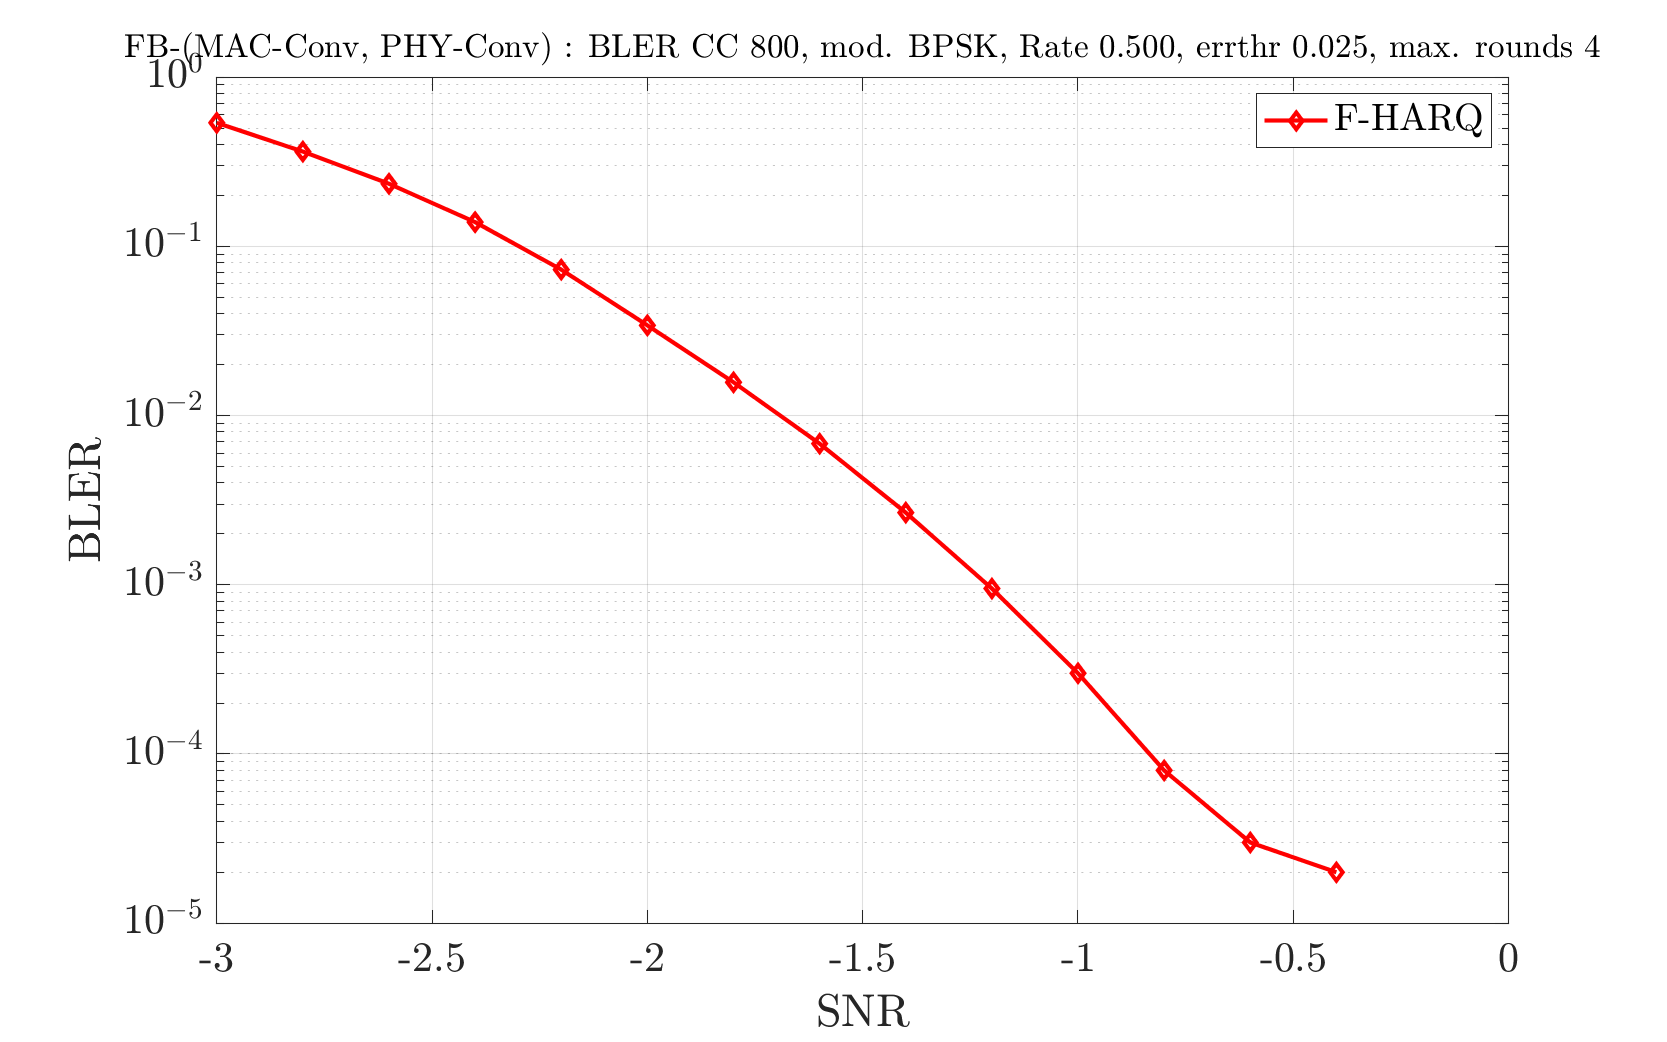 FB-(MAC-Conv, PHY-Conv) : BLER CC 800, mod. BPSK, Rate 0.500, errthr 0.025, max. rounds 4
F-HARQ
10^0
10^−1
10^−2
10^−3
10^−4
10^−5
BLER
-3 -2.5 -2 -1.5 -1 -0.5 0
SNR